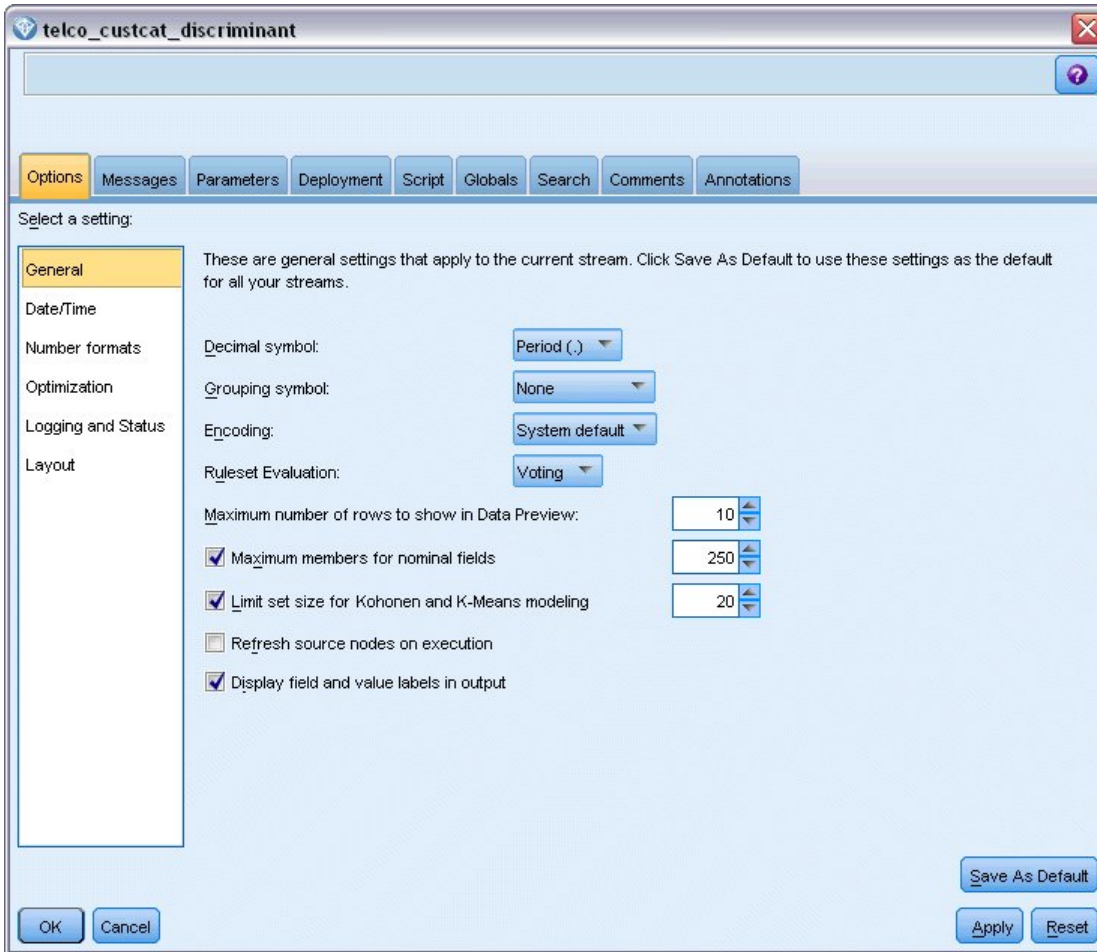 telco_custcat_discriminant
?
Options Messages Parameters Deployment Script Globals Search Comments Annotations
Select a setting:
General
Date/Time
Number formats
Optimization
Logging and Status
Layout
These are general settings that apply to the current stream. Click Save As Default to use these settings as the default
for all your streams.
Decimal symbol: Period (.)
Grouping symbol: None
Encoding: System default
Ruleset Evaluation: Voting
Maximum number of rows to show in Data Preview: 10
Maximum members for nominal fields 250
Limit set size for Kohonen and K-Means modeling 20
Refresh source nodes on execution
Display field and value labels in output
Save As Default
OK Cancel Apply Reset